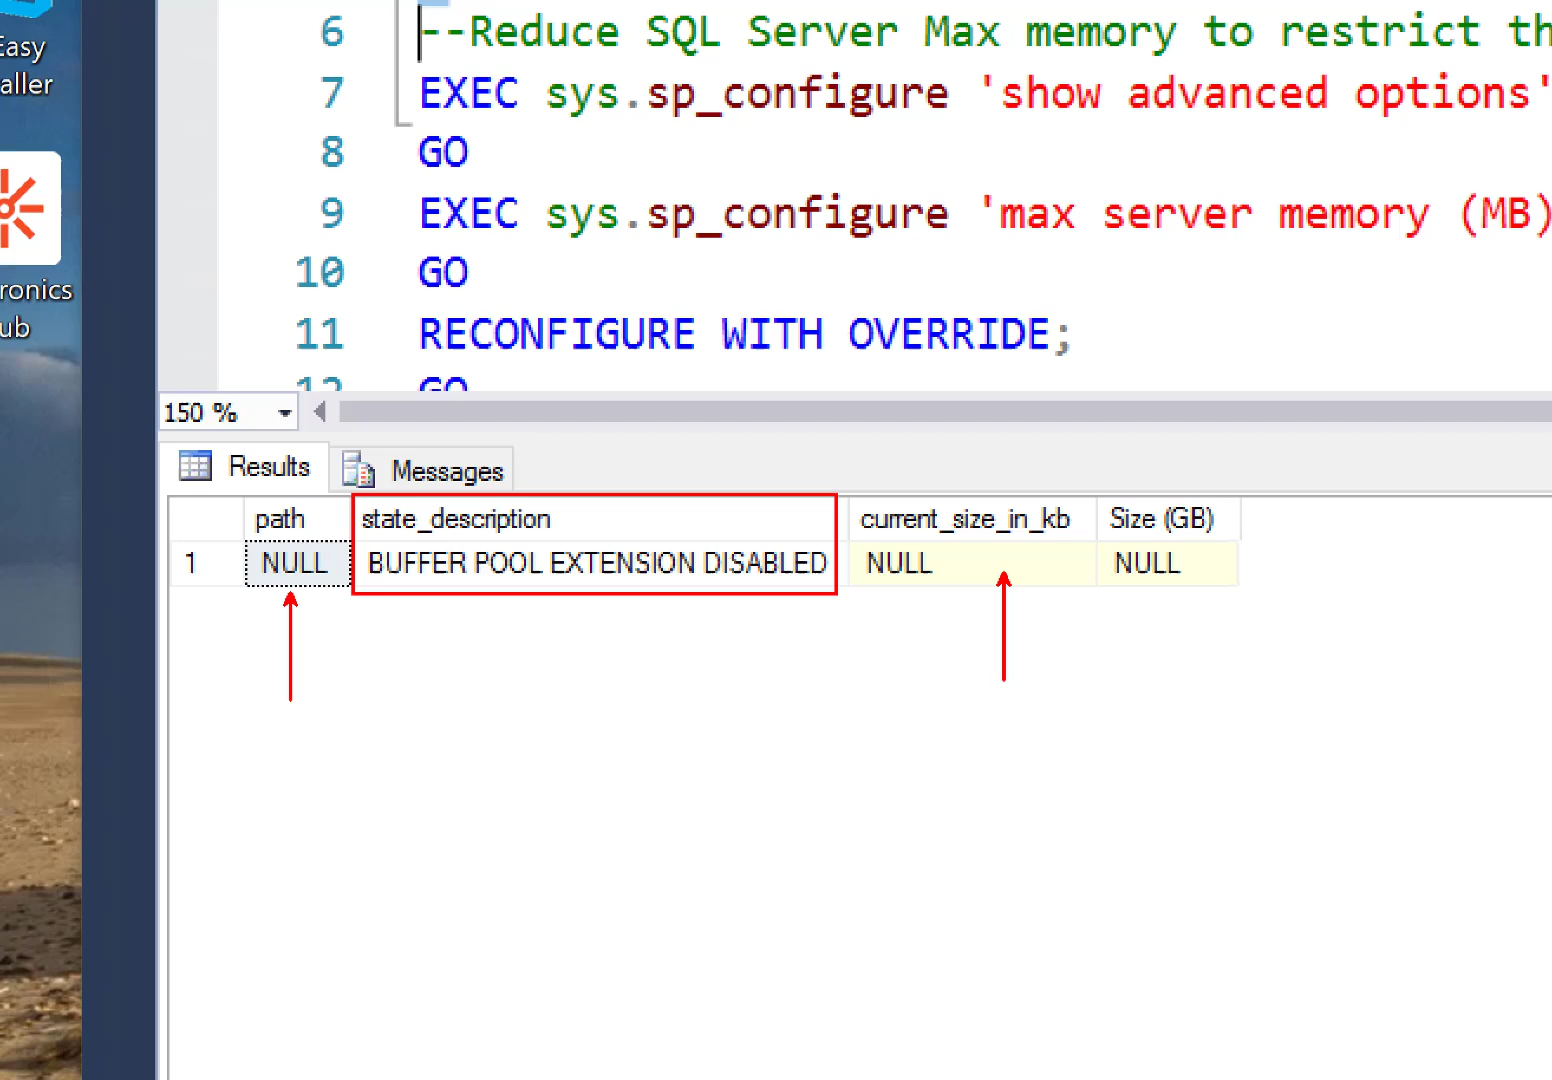 Easy
aller
ronics
ub
6 --Reduce SQL Server Max memory to restrict th
7 EXEC sys.sp_configure 'show advanced options'
8 GO
9 EXEC sys.sp_configure 'max server memory (MB)
10 GO
11 RECONFIGURE WITH OVERRIDE;
12 GO
150 %
Results Messages
path state_description current_size_in_kb Size (GB)
1 NULL BUFFER POOL EXTENSION DISABLED NULL NULL